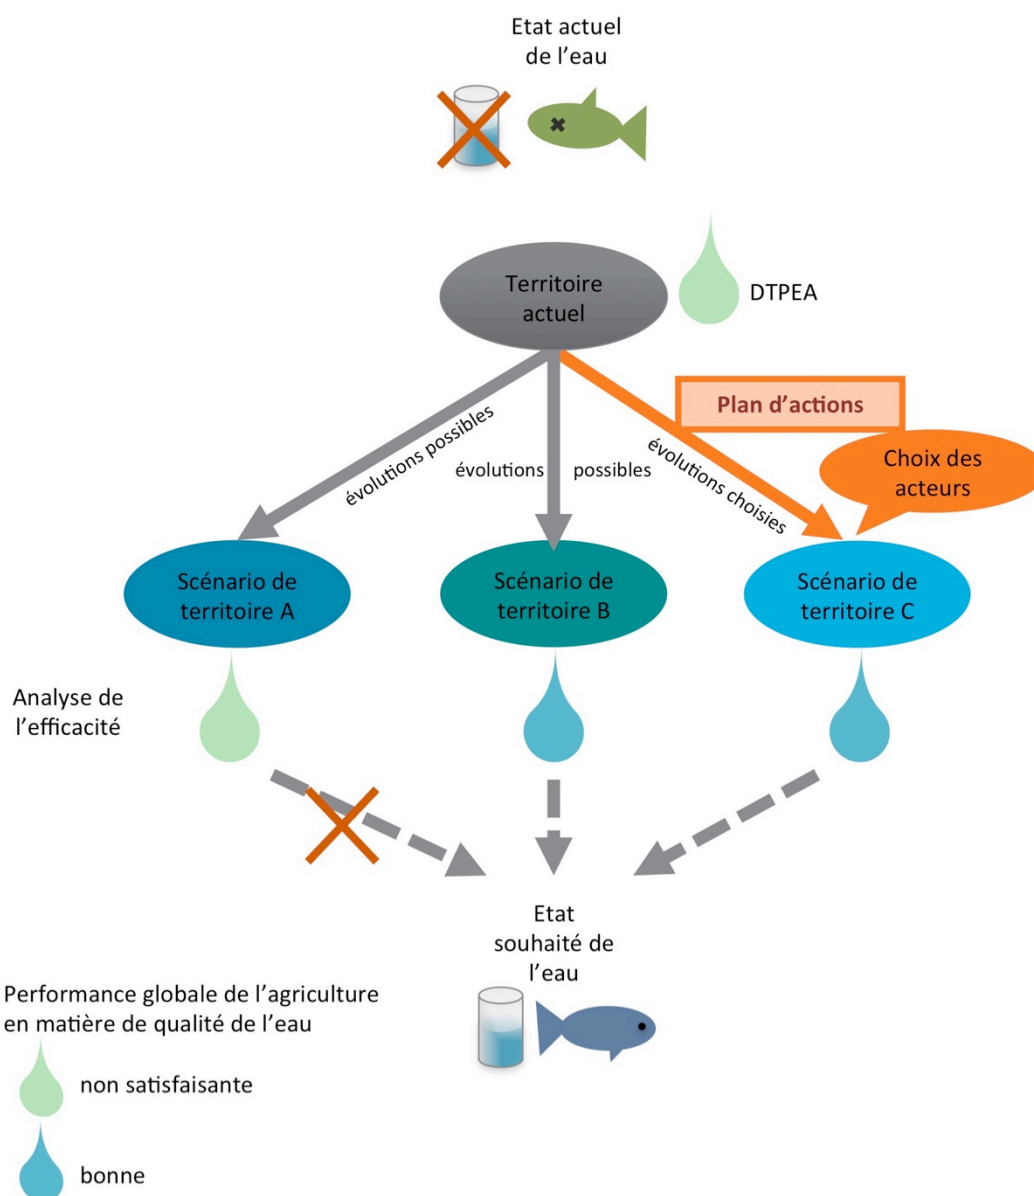 Etat actuel
de l'eau
Territoire
actuel
DTPEA
Plan d'actions
Choix des
acteurs
évolutions possibles
évolutions possibles
évolutions choisies
Scénario de
territoire A
Scénario de
territoire B
Scénario de
territoire C
Analyse de
l'efficacité
Etat
souhaité de
l'eau
Performance globale de l'agriculture
en matière de qualité de l'eau
non satisfaisante
bonne